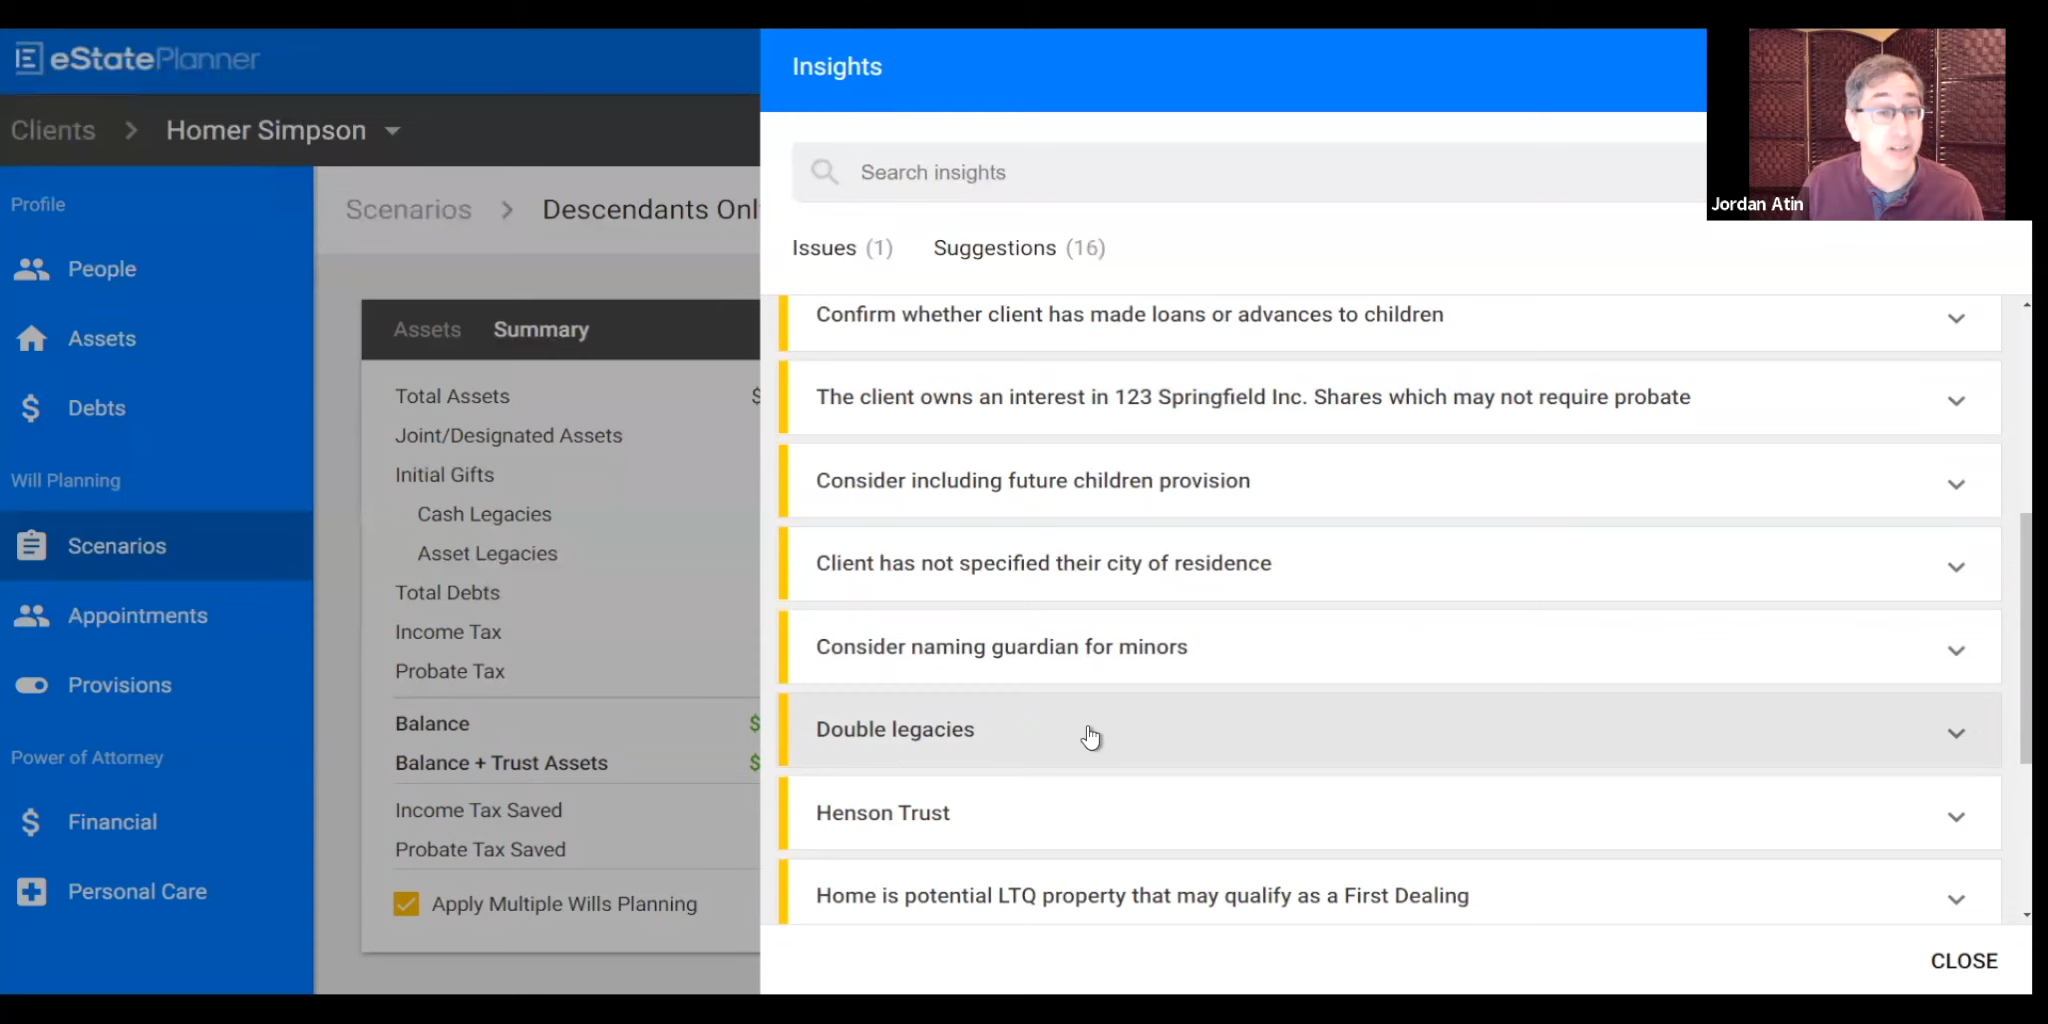 eStatePlanner
Clients > Homer Simpson
Profile
People
Assets
Debts
Will Planning
Scenarios
Appointments
Provisions
Power of Attorney
Financial
Personal Care
Scenarios > Descendants Onl
Assets Summary
Total Assets $
Joint/Designated Assets
Initial Gifts
Cash Legacies
Asset Legacies
Total Debts
Income Tax
Probate Tax
Balance $
Balance + Trust Assets $
Income Tax Saved
Probate Tax Saved
Apply Multiple Wills Planning
Insights
Search insights
Issues (1) Suggestions (16)
Confirm whether client has made loans or advances to children
The client owns an interest in 123 Springfield Inc. Shares which may not require probate
Consider including future children provision
Client has not specified their city of residence
Consider naming guardian for minors
Double legacies
Henson Trust
Home is potential LTQ property that may qualify as a First Dealing
CLOSE
Jordan Atin